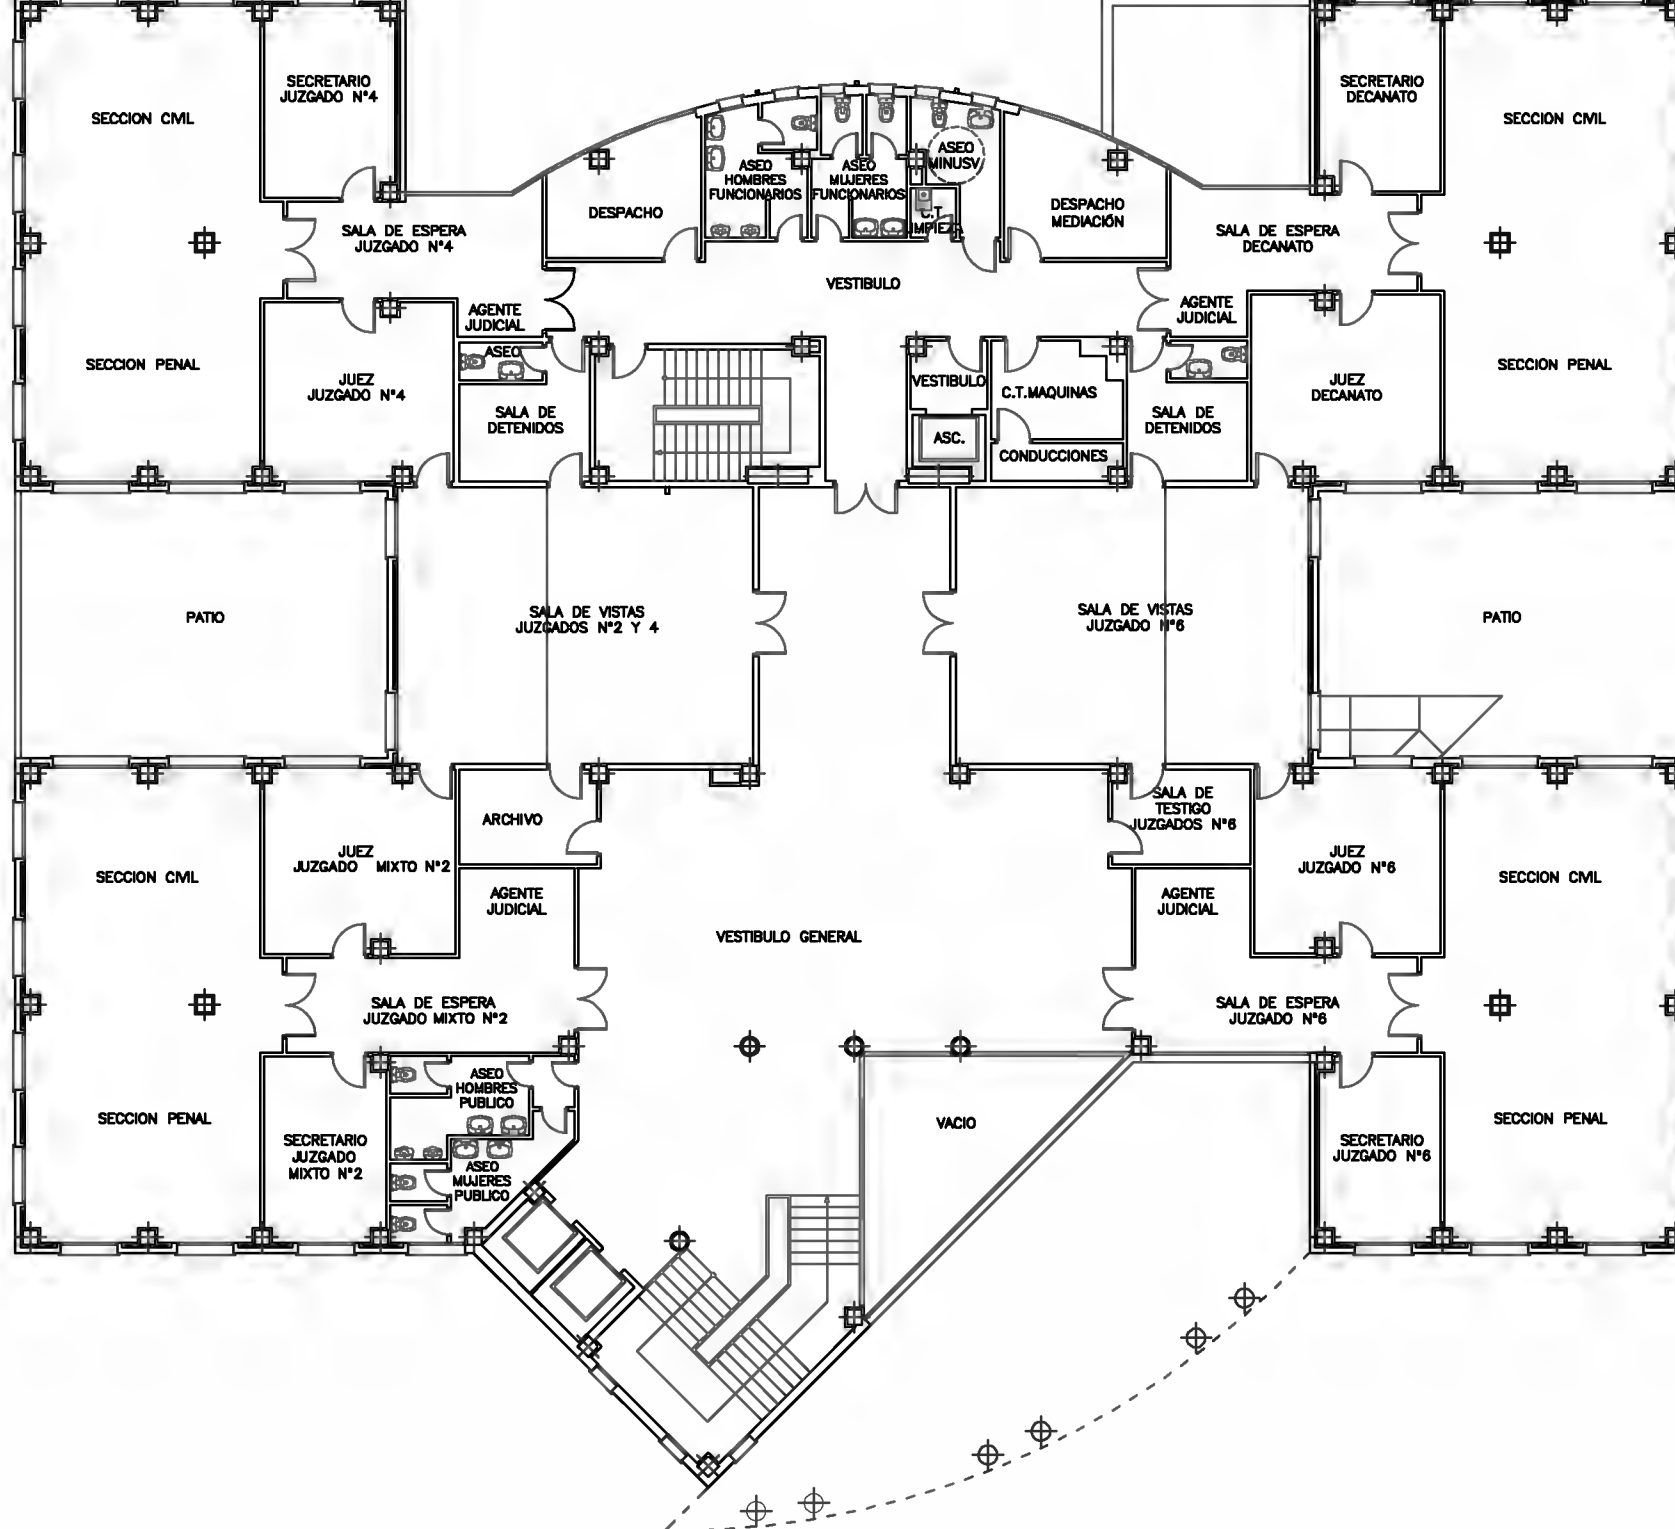 SECRETARIO
JUZGADO N°4
SECCION CIVIL
SECRETARIO
DECANATO
SECCION CIVIL
ASEO
HOMBRES
FUNCIONARIOS
ASEO
MUJERES
FUNCIONARIOS
ASEO
MINUSV.
DESPACHO
C.T
DESPACHO
MEDIACIÓN
SALA DE ESPERA
JUZGADO N°4
SALA DE ESPERA
DECANATO
VESTIBULO
AGENTE
JUDICIAL
AGENTE
JUDICIAL
SECCION PENAL
ASEO
JUEZ
JUZGADO N°4
VESTIBULO
C.T.MAQUINAS
JUEZ
DECANATO
SECCION PENAL
SALA DE
DETENIDOS
ASC.
CONDUCCIONES
SALA DE
DETENIDOS
PATIO
SALA DE VISTAS
JUZGADOS N°2 Y 4
SALA DE VISTAS
JUZGADO N°6
PATIO
ARCHIVO
SALA DE
TESTIGO
JUZGADOS N°6
SECCION CIVIL
JUEZ
JUZGADO MIXTO N°2
JUEZ
JUZGADO N°6
SECCION CIVIL
AGENTE
JUDICIAL
AGENTE
JUDICIAL
VESTIBULO GENERAL
SALA DE ESPERA
JUZGADO MIXTO N°2
SALA DE ESPERA
JUZGADO N°6
ASEO
HOMBRES
PUBLICO
SECCION PENAL
VACIO
SECCION PENAL
SECRETARIO
JUZGADO
MIXTO N°2
ASEO
MUJERES
PUBLICO
SECRETARIO
JUZGADO N°6